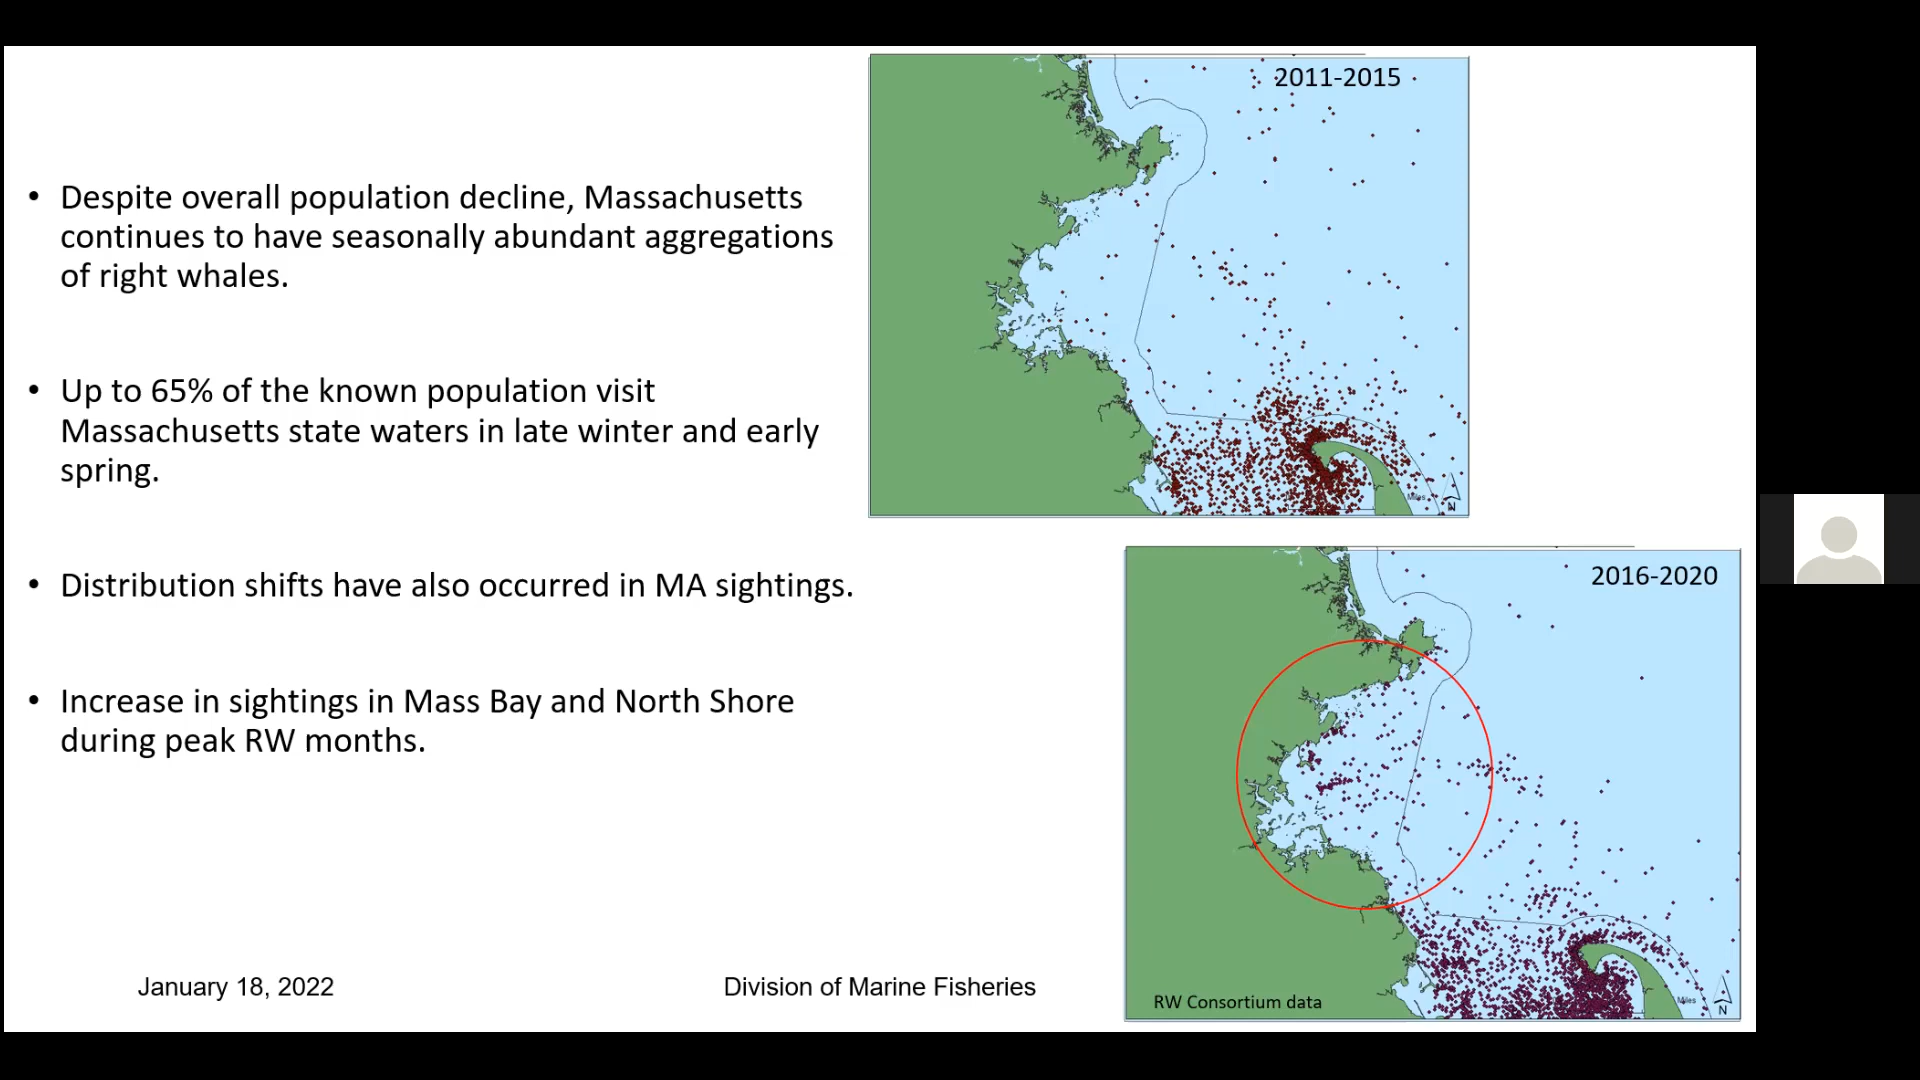 • Despite overall population decline, Massachusetts
continues to have seasonally abundant aggregations
of right whales.
• Up to 65% of the known population visit
Massachusetts state waters in late winter and early
spring.
• Distribution shifts have also occurred in MA sightings.
• Increase in sightings in Mass Bay and North Shore
during peak RW months.
2011-2015
Miles
N
2016-2020
RW Consortium data
Miles
N
January 18, 2022
Division of Marine Fisheries